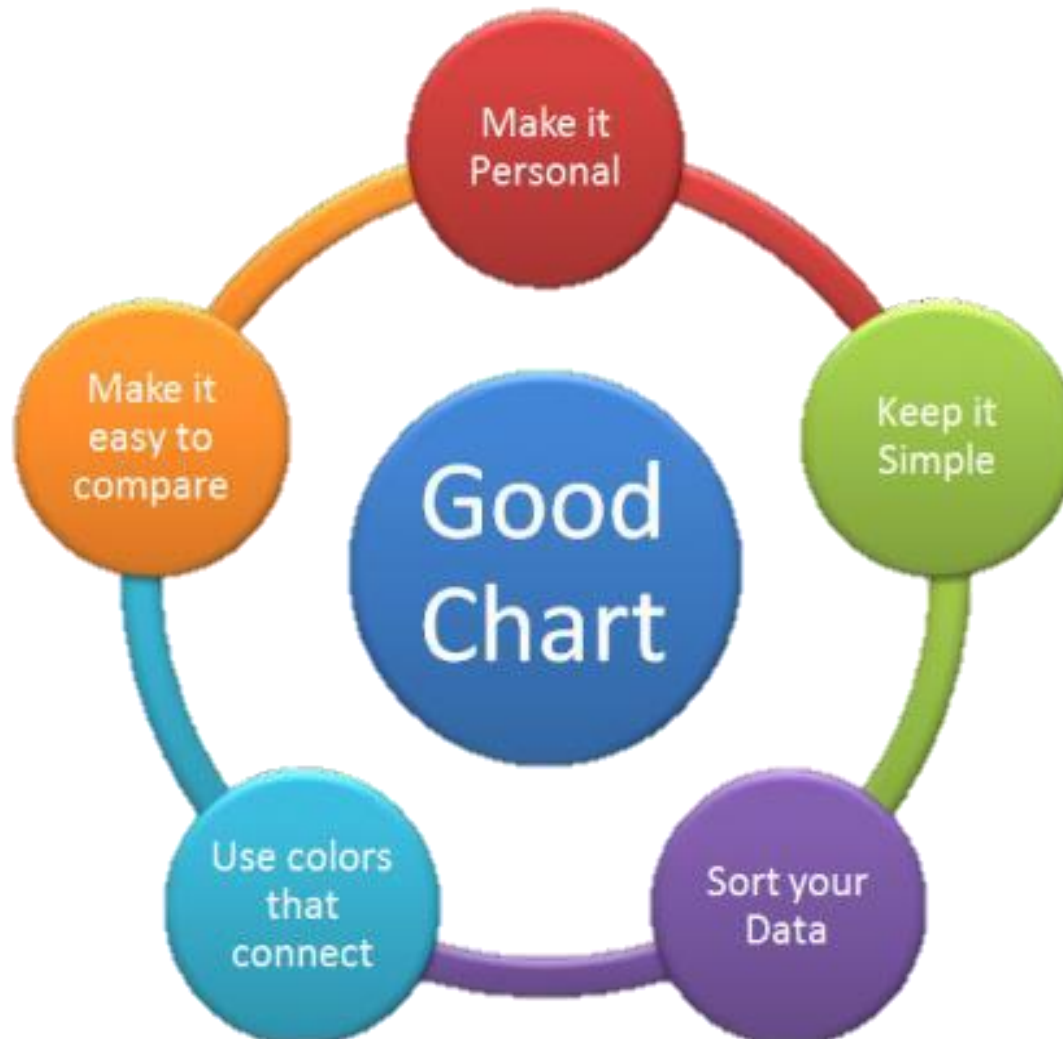 Make it
Personal
Keep it
Simple
Sort your
Data
Use colors
that
connect
Make it
easy to
compare
Good
Chart